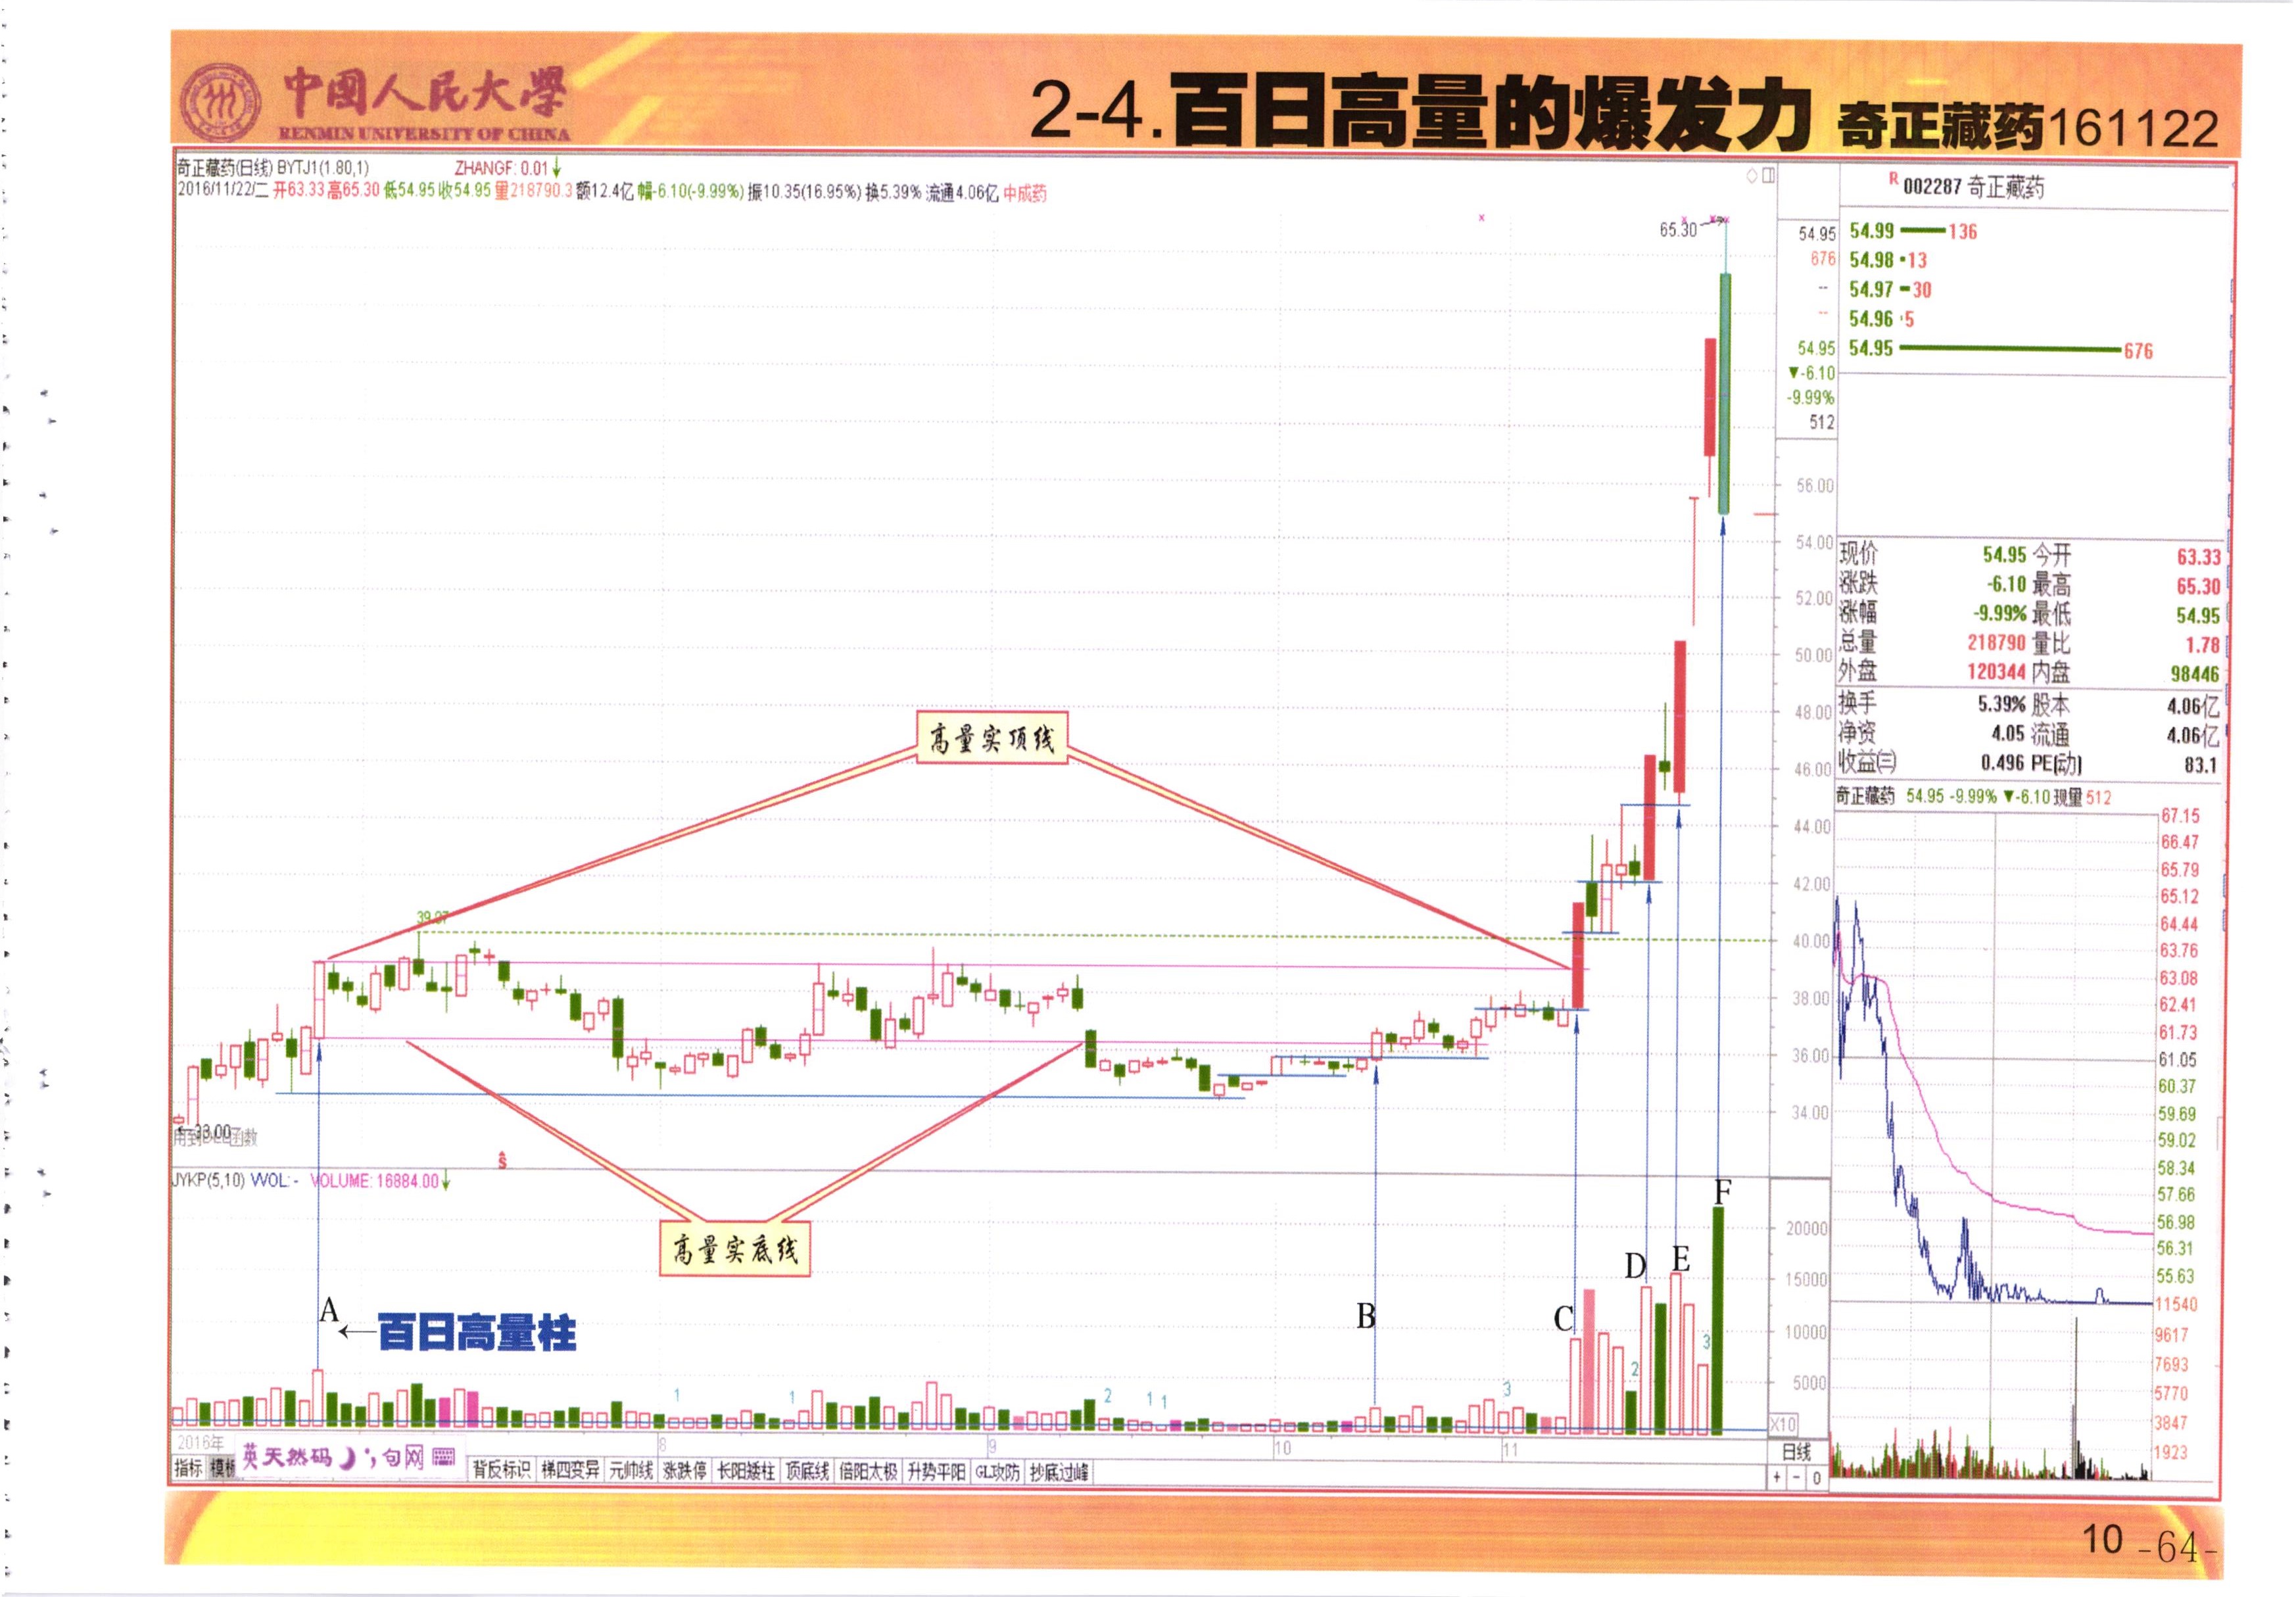 中國人民大學
RENMIN UNIVERSITY OF CHINA
2-4.百日高量的爆发力 奇正藏药161122
奇正藏药(日线) BYTJ1(1.80,1) ZHANGF: 0.01↓
2016/11/22/二 开63.33 高65.30 低54.95 收54.95 量218790.3 额12.4亿 幅-6.10(-9.99%) 振10.35(16.95%) 换5.39% 流通4.06亿 中成药
R 002287 奇正藏药
65.30→
54.95
676
--
--
54.95
▼-6.10
-9.99%
512
54.99 136
54.98 13
54.97 30
54.96 5
54.95 676
56.00
54.00
52.00
50.00
48.00
46.00
44.00
42.00
40.00
38.00
36.00
34.00
现价 54.95 今开 63.33
涨跌 -6.10 最高 65.30
涨幅 -9.99% 最低 54.95
总量 218790 量比 1.78
外盘 120344 内盘 98446
换手 5.39% 股本 4.06亿
净资 4.05 流通 4.06亿
收益(三) 0.496 PE(动) 83.1
奇正藏药 54.95 -9.99% ▼-6.10 现量 512
67.15
66.47
65.79
65.12
64.44
63.76
63.08
62.41
61.73
61.05
60.37
59.69
59.02
58.34
57.66
56.98
56.31
55.63
11540
9617
7693
5770
3847
1923
高量实顶线
39.97
←33.00
JYKP(5,10) VVOL: - VOLUME: 16884.00↓
高量实底线
A
←百日高量柱
B
C
D
E
F
1
1
2
1
1
3
2
3
20000
15000
10000
5000
X10
2016年
8
9
10
11
日线
英天然码
句
指标
背反标识
梯四变异
元帅线
涨跌停
长阳矮柱
顶底线
倍阳太极
升势平阳
GL攻防
抄底过峰
+ - 0
10 -64-